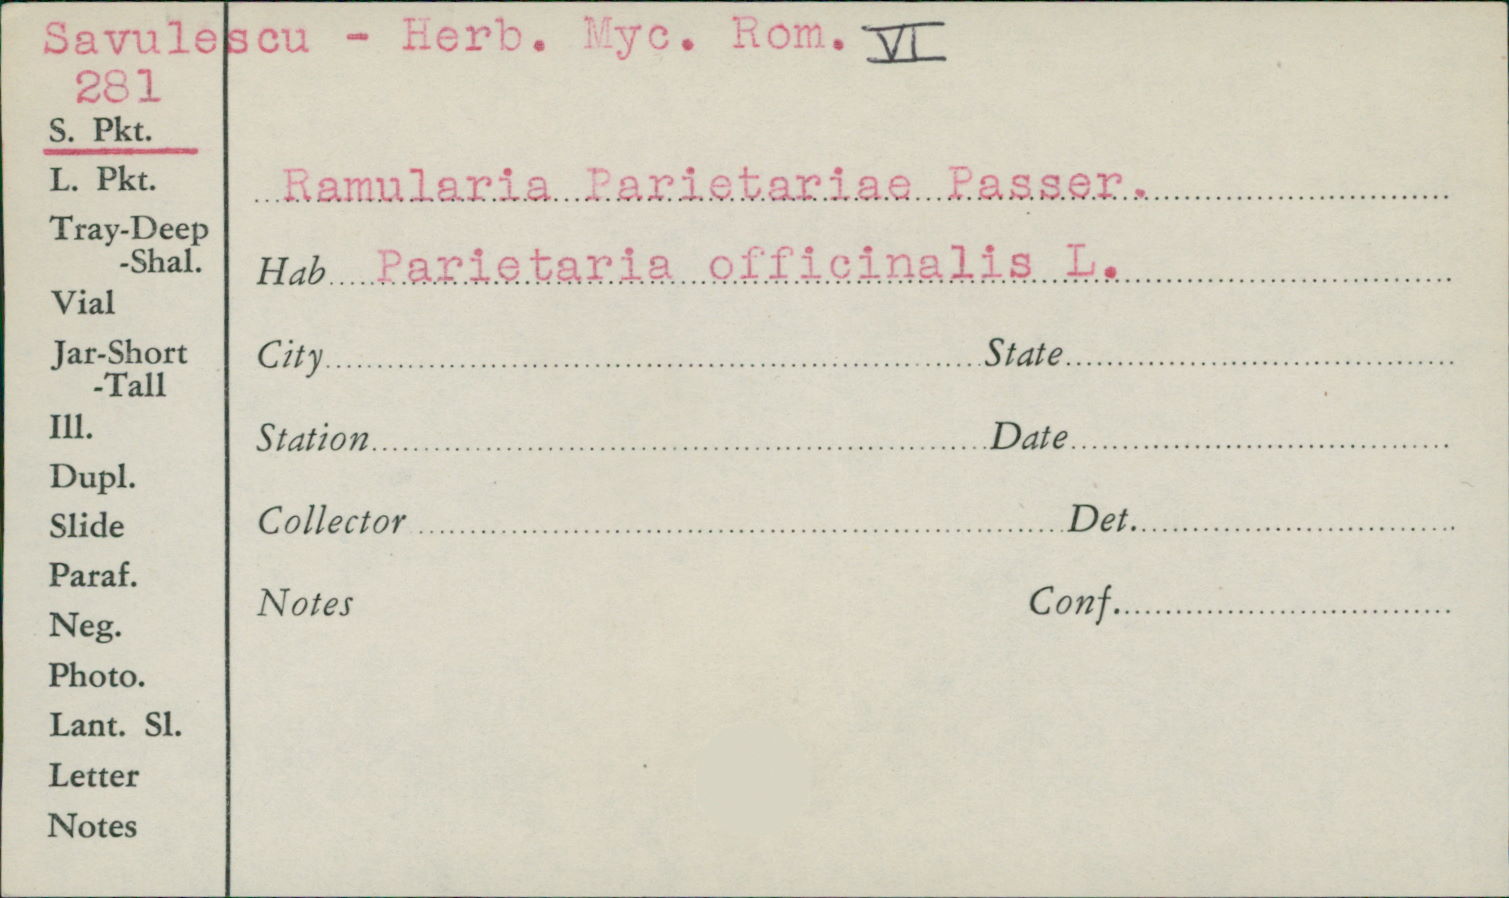 Savulescu - Herb. Myc. Rom. VI
281
S. Pkt.
L. Pkt.
Tray-Deep
-Shal.
Vial
Jar-Short
-Tall
Ill.
Dupl.
Slide
Paraf.
Neg.
Photo.
Lant. Sl.
Letter
Notes
Ramularia Parietariae Passer.
Hab Parietaria officinalis L.
City State
Station Date
Collector Det.
Notes Conf.